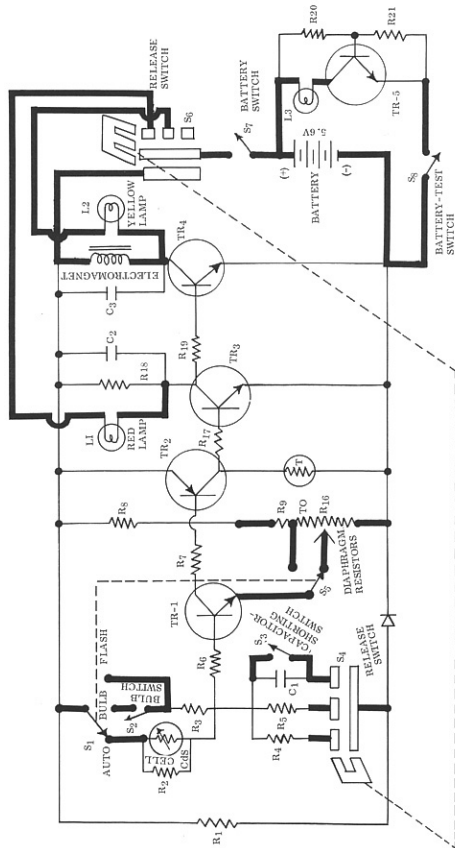 S1
AUTO
BULB
FLASH
S2
BULB
SWITCH
R1
R2
CELL
CdS
R3
R4
R5
R6
C1
S.3
"CAPACITOR-
SHORTING
SWITCH
S4
RELEASE
SWITCH
TR-1
R7
S5
DIAPHRAGM
RESISTORS
R8
R9
TO
R16
TR2
T
R17
TR3
L1
RED
LAMP
R18
C2
R19
C3
ELECTROMAGNET
TR4
L2
YELLOW
LAMP
RELEASE
SWITCH
S6
S7
BATTERY
SWITCH
(+)
5.6V
BATTERY
(-)
S8
BATTERY-TEST
SWITCH
L3
R20
R21
TR-5